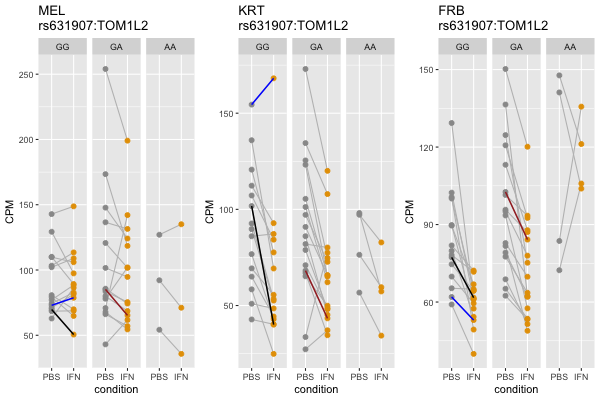 MEL
rs631907:TOM1L2
GG GA AA
250
200
150
100
50
CPM
PBS IFN PBS IFN PBS IFN
condition
KRT
rs631907:TOM1L2
GG GA AA
150
100
50
CPM
PBS IFN PBS IFN PBS IFN
condition
FRB
rs631907:TOM1L2
GG GA AA
150
120
90
60
CPM
PBS IFN PBS IFN PBS IFN
condition